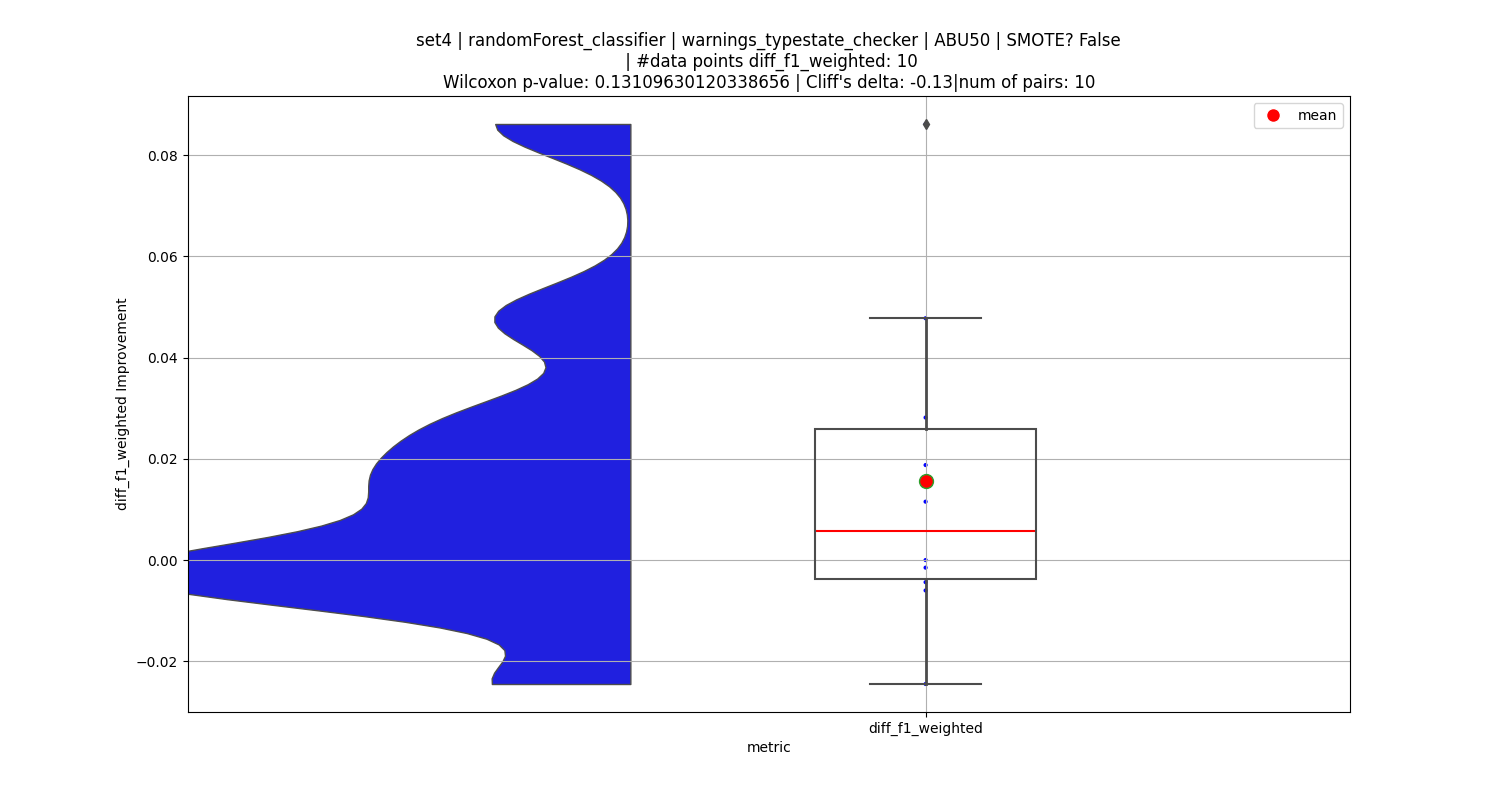 set4 | randomForest_classifier | warnings_typestate_checker | ABU50 | SMOTE? False
| #data points diff_f1_weighted: 10
Wilcoxon p-value: 0.13109630120338656 | Cliff's delta: -0.13|num of pairs: 10
mean
0.08
0.06
0.04
0.02
0.00
−0.02
diff_f1_weighted Improvement
diff_f1_weighted
metric